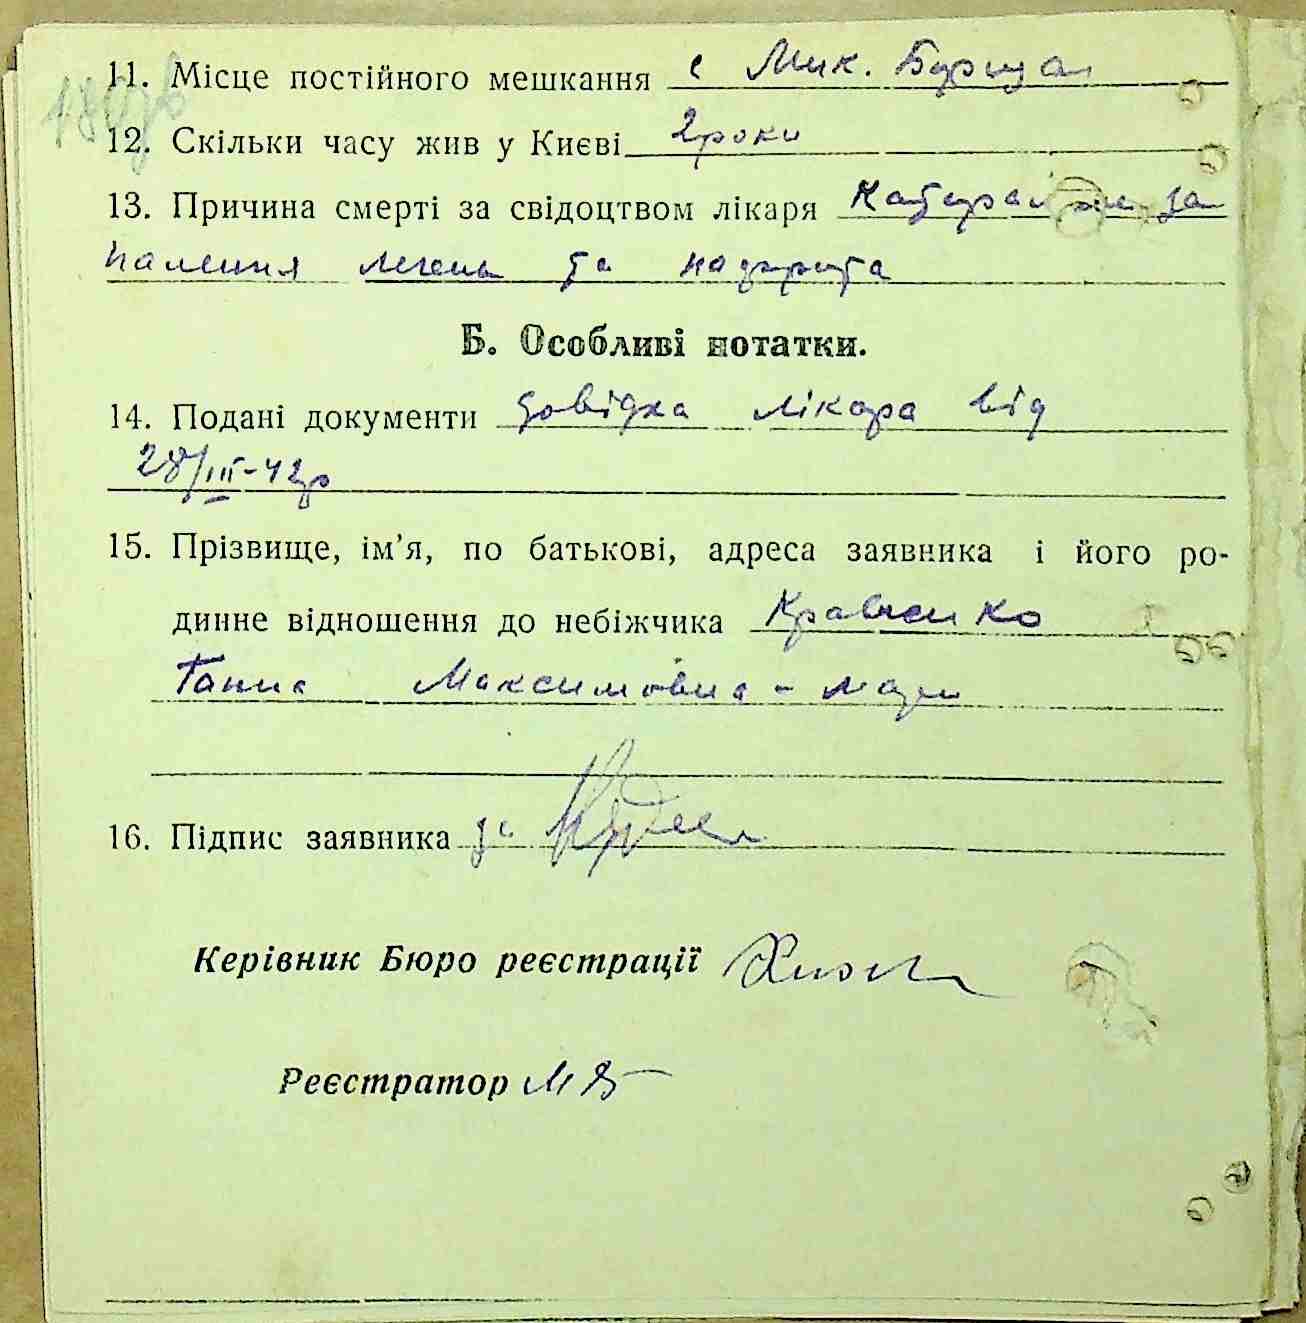 11. Місце постійного мешкання с Мик. Борщаг
12. Скільки часу жив у Києві 2 роки
13. Причина смерті за свідоцтвом лікаря Катаральне за
палення легень та
Б. Особливі нотатки.
14. Подані документи довідка лікара від
28/III-42р
15. Прізвище, ім’я, по батькові, адреса заявника і його ро-
динне відношення до небіжчика Кравченко
Ганна Максимовна - мати
16. Підпис заявника за
Керівник Бюро реєстрації
Реєстратор